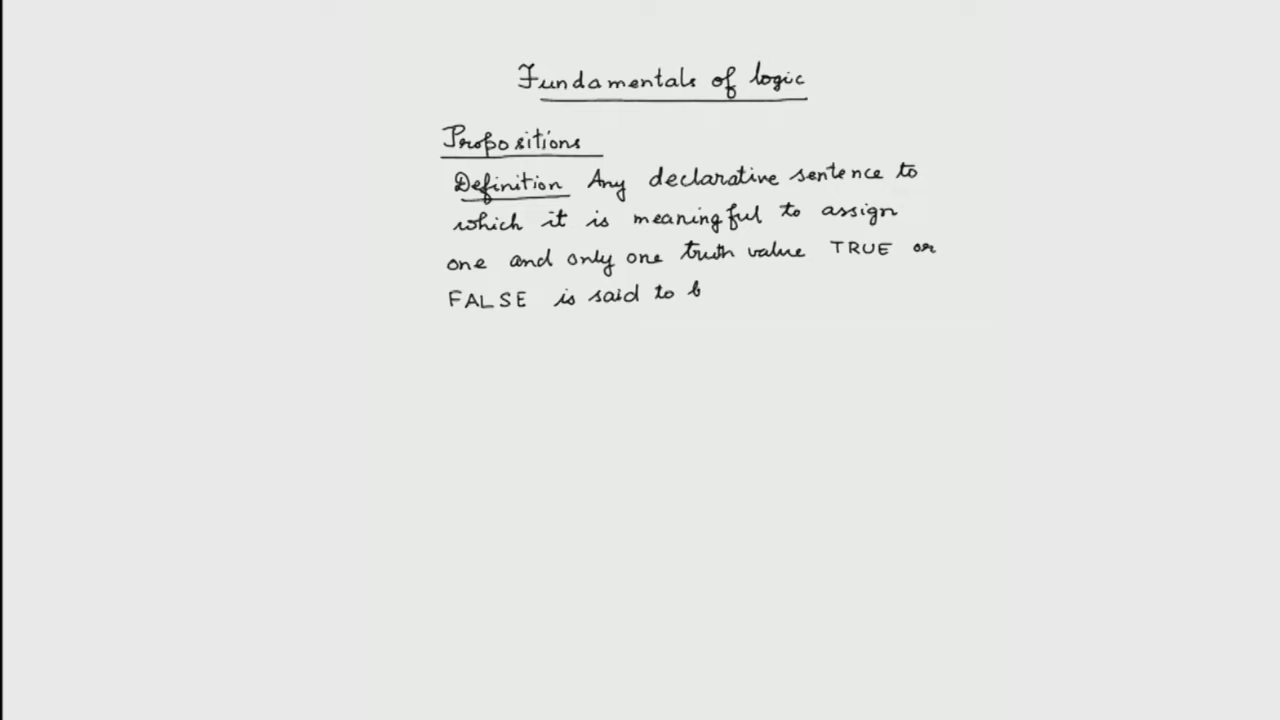 Fundamentals of logic
Propositions
Definition Any declarative sentence to
which it is meaningful to assign
one and only one truth value TRUE or
FALSE is said to b